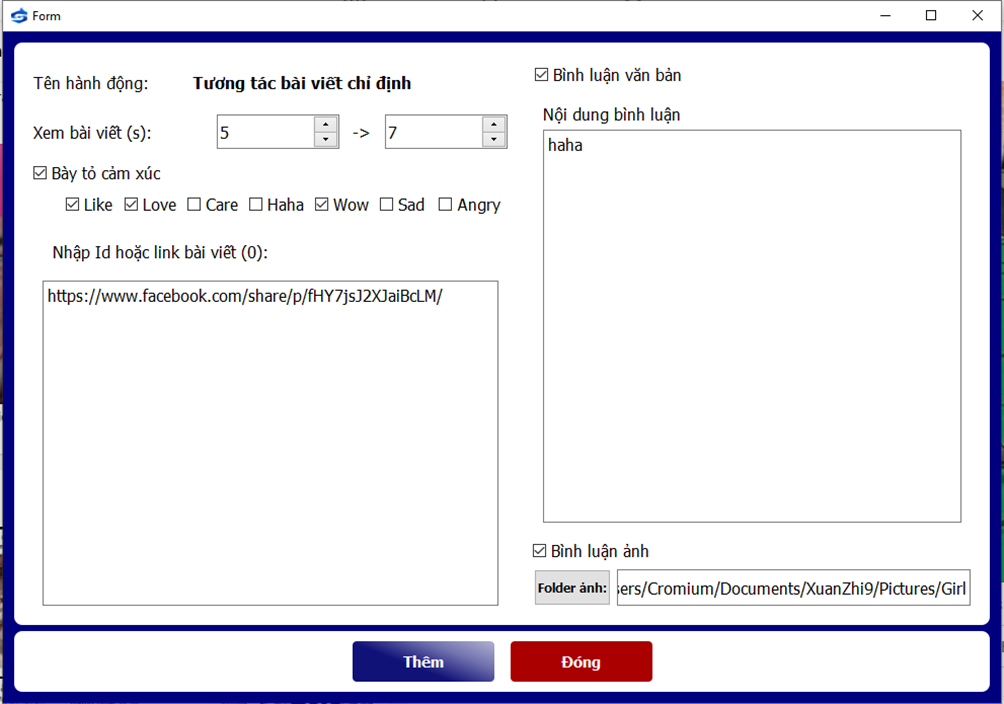 Form
Tên hành động: Tương tác bài viết chỉ định
Xem bài viết (s): 5 -> 7
Bày tỏ cảm xúc
Like Love Care Haha Wow Sad Angry
Nhập Id hoặc link bài viết (0):
https://www.facebook.com/share/p/fHY7jsJ2XJaiBcLM/
Bình luận văn bản
Nội dung bình luận
haha
Bình luận ảnh
Folder ảnh: sers/Cromium/Documents/XuanZhi9/Pictures/Girl
Thêm Đóng